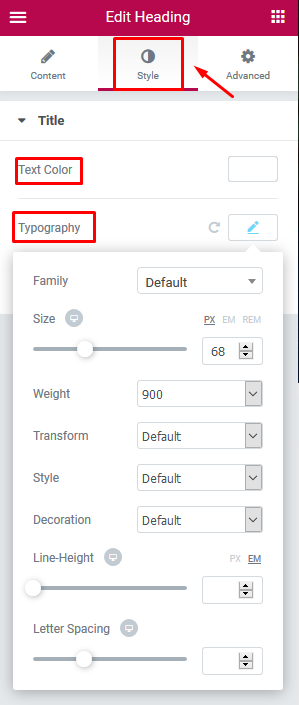 Edit Heading
Content Style Advanced
Title
Text Color
Typography
Family Default
Size PX EM REM
68
Weight 900
Transform Default
Style Default
Decoration Default
Line-Height PX EM
Letter Spacing